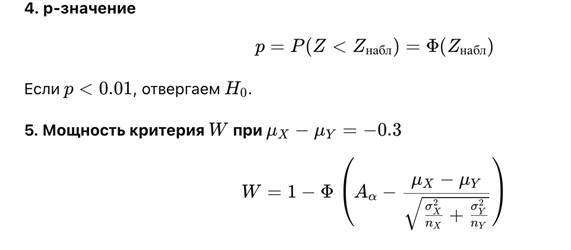 4. p-значение
p = P(Z < Z_набл) = Φ(Z_набл)
Если p < 0.01, отвергаем H₀.
5. Мощность критерия W при μ_X − μ_Y = −0.3
W = 1 − Φ (A_α − (μ_X − μ_Y) / √(σ_X²/n_X + σ_Y²/n_Y))